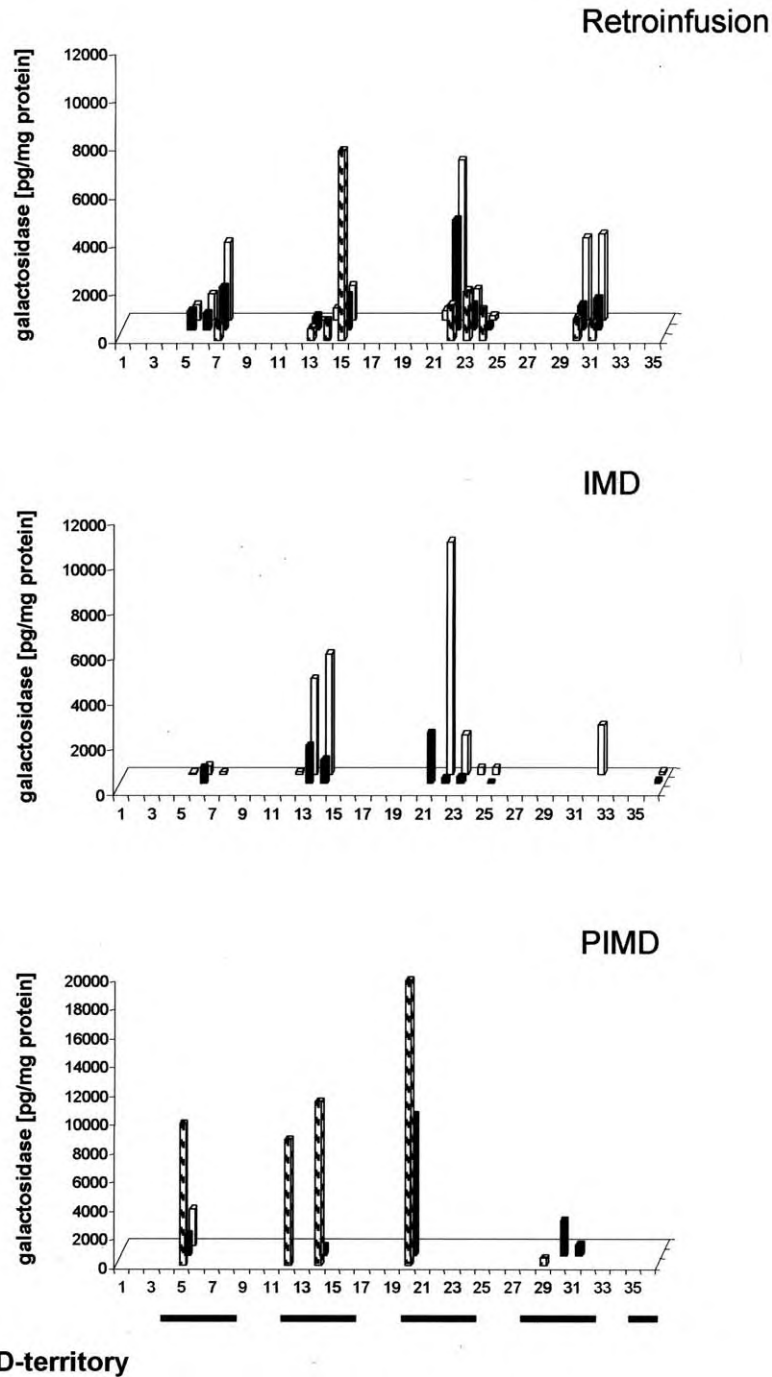 Retroinfusion
galactosidase [pg/mg protein]
12000
10000
8000
6000
4000
2000
0
1 3 5 7 9 11 13 15 17 19 21 23 25 27 29 31 33 35
IMD
galactosidase [pg/mg protein]
12000
10000
8000
6000
4000
2000
0
1 3 5 7 9 11 13 15 17 19 21 23 25 27 29 31 33 35
PIMD
galactosidase [pg/mg protein]
20000
18000
16000
14000
12000
10000
8000
6000
4000
2000
0
1 3 5 7 9 11 13 15 17 19 21 23 25 27 29 31 33 35
D-territory